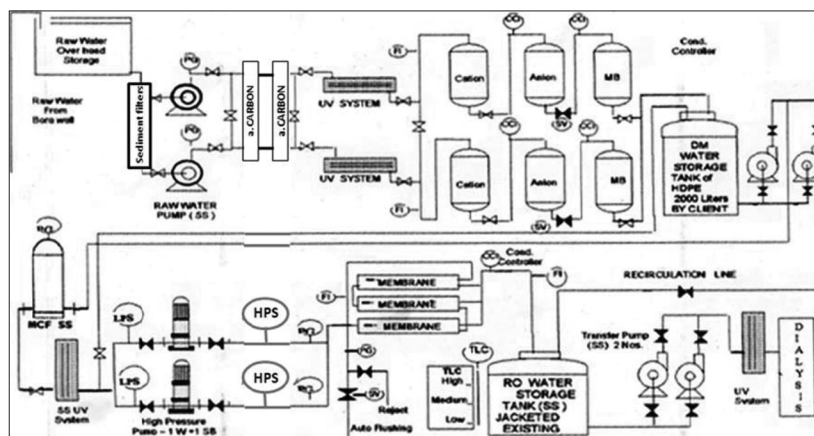 Raw Water
Over head
Storage
Raw Water
From
Bore well
Sediment filters
PG
PG
RAW WATER
PUMP (SS)
a. CARBON
a. CARBON
UV SYSTEM
UV SYSTEM
FI
FI
Cation
Anion
MB
SV
Cation
Anion
MB
SV
Cond.
Controller
DM
WATER
STORAGE
TANK of
HDPE
2000 Liters
BY CLIENT
MCF SS
SS UV
System
LPS
LPS
High Pressure
Pump - 1 W + 1 SB
HPS
HPS
FI
MEMBRANE
MEMBRANE
MEMBRANE
PG
SV
Reject
Auto Flushing
Cond.
Controller
FI
TLC
TLC
High
Medium
Low
RO WATER
STORAGE
TANK (SS)
JACKETED
EXISTING
RECIRCULATION LINE
Transfer Pump
(SS) 2 Nos.
UV
System
DIALYSIS